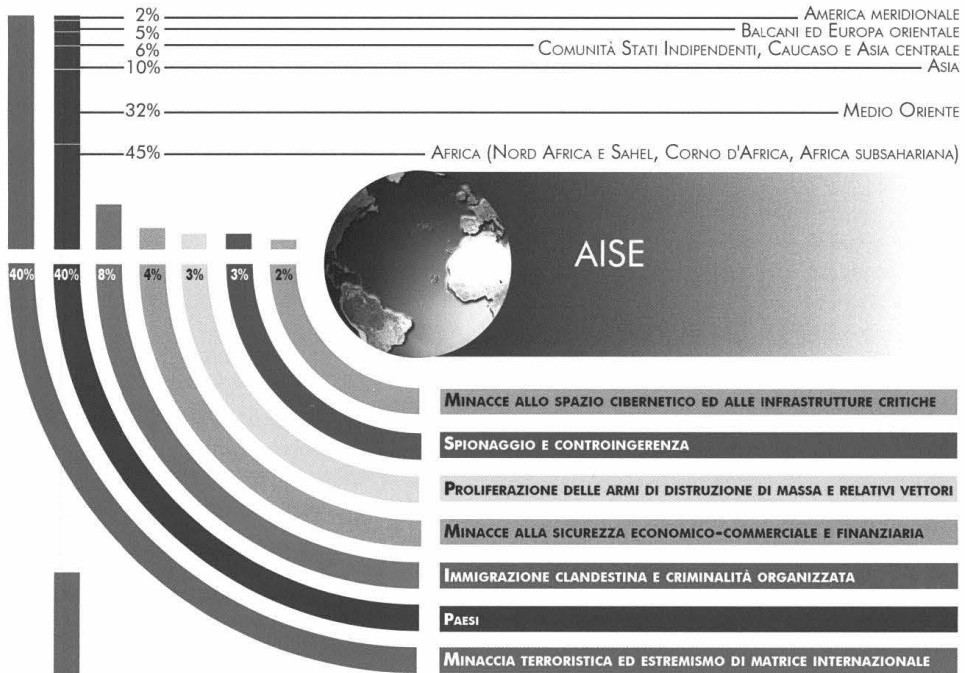 2% AMERICA MERIDIONALE
5% BALCANI ED EUROPA ORIENTALE
6% COMUNITÀ STATI INDIPENDENTI, CAUCASO E ASIA CENTRALE
10% ASIA
32% MEDIO ORIENTE
45% AFRICA (NORD AFRICA E SAHEL, CORNO D'AFRICA, AFRICA SUBSAHARIANA)
AISE
40% 40% 8% 4% 3% 3% 2%
MINACCE ALLO SPAZIO CIBERNETICO ED ALLE INFRASTRUTTURE CRITICHE
SPIONAGGIO E CONTROINGERENZA
PROLIFERAZIONE DELLE ARMI DI DISTRUZIONE DI MASSA E RELATIVI VETTORI
MINACCE ALLA SICUREZZA ECONOMICO-COMMERCIALE E FINANZIARIA
IMMIGRAZIONE CLANDESTINA E CRIMINALITÀ ORGANIZZATA
PAESI
MINACCIA TERRORISTICA ED ESTREMISMO DI MATRICE INTERNAZIONALE